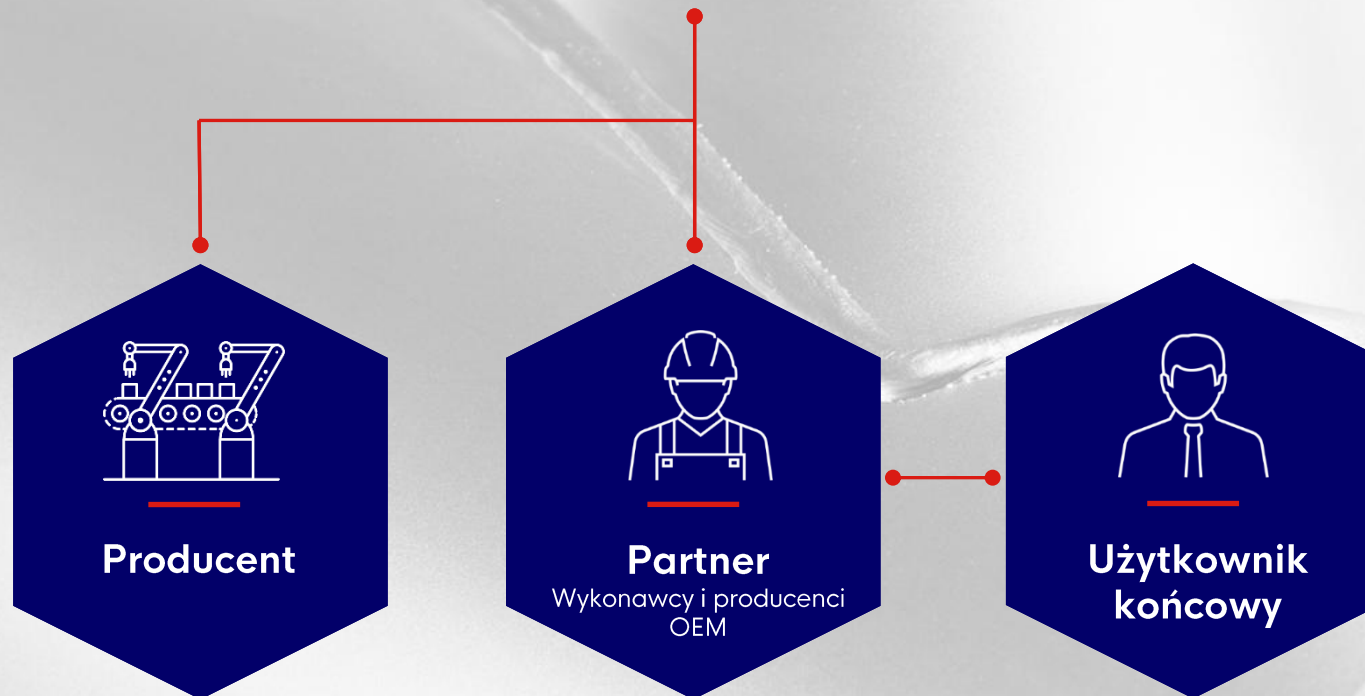 Producent
Partner
Wykonawcy i producenci
OEM
Użytkownik
końcowy